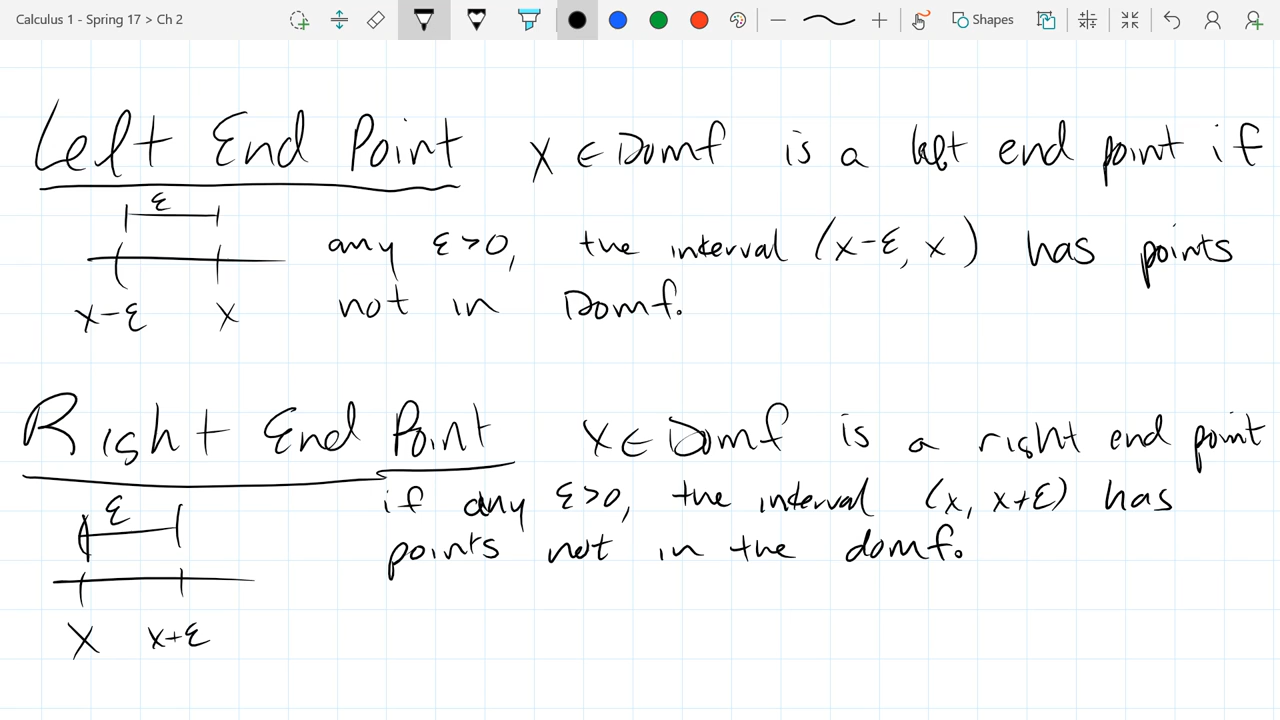 Calculus 1 - Spring 17 > Ch 2
Shapes
Left End Point x ∈ Domf is a left end point if
ε
any ε>0, the interval (x-ε, x) has points
x-ε x
not in Domf.
Right End Point x ∈ Domf is a right end point
if any ε>0, the interval (x, x+ε) has
ε
points not in the domf.
x x+ε